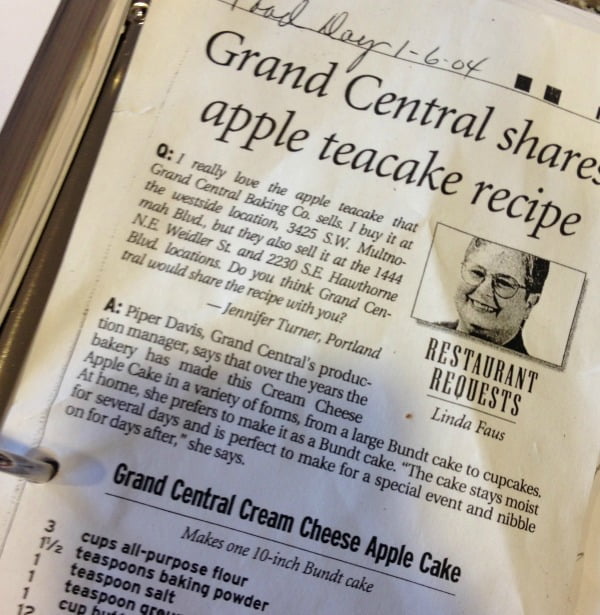 Food Day 1-6-04
Grand Central shares
apple teacake recipe
Q: I really love the apple teacake that
Grand Central Baking Co. sells. I buy it at
the westside location, 3425 S.W. Multno-
mah Blvd., but they also sell it at the 1444
N.E. Weidler St. and 2230 S.E. Hawthorne
Blvd. locations. Do you think Grand Cen-
tral would share the recipe with you?
—Jennifer Turner, Portland
RESTAURANT
REQUESTS
Linda Faus
A: Piper Davis, Grand Central's produc-
tion manager, says that over the years the
bakery has made this Cream Cheese
Apple Cake in a variety of forms, from a large Bundt cake to cupcakes.
At home, she prefers to make it as a Bundt cake. "The cake stays moist
for several days and is perfect to make for a special event and nibble
on for days after," she says.
Grand Central Cream Cheese Apple Cake
Makes one 10-inch Bundt cake
3 cups all-purpose flour
1½ teaspoons baking powder
1 teaspoon salt
1 teaspoon
1 cup
12